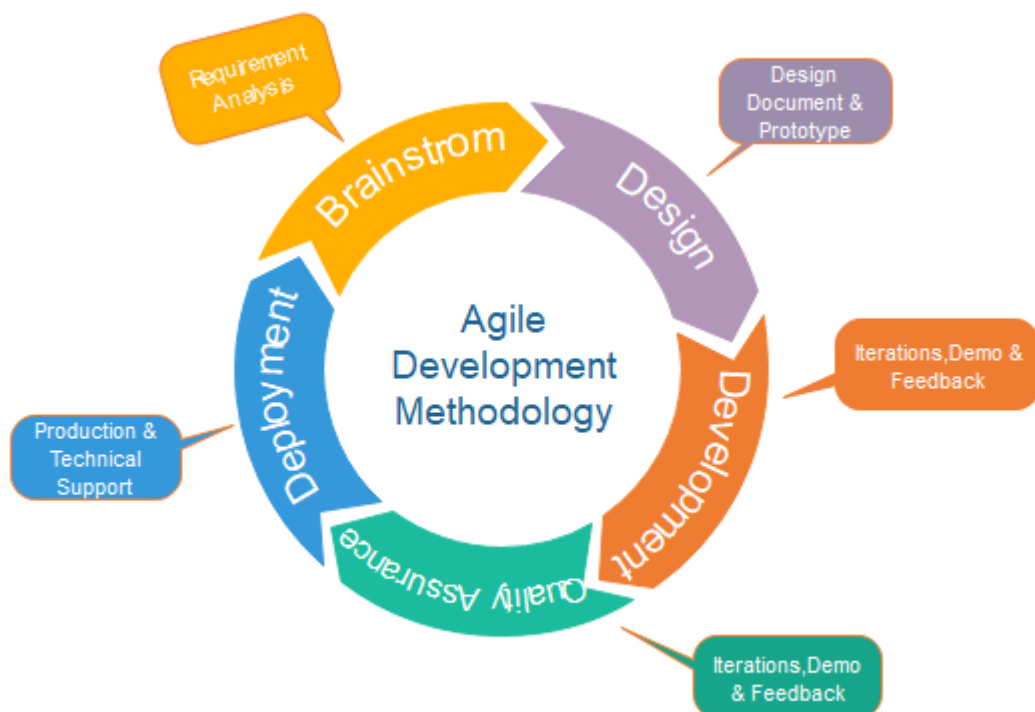 Requirement
Analysis
Brainstrom
Design
Document &
Prototype
Design
Iterations,Demo &
Feedback
Development
Iterations,Demo
& Feedback
Quality Assurance
Production &
Technical
Support
Deployment
Agile
Development
Methodology